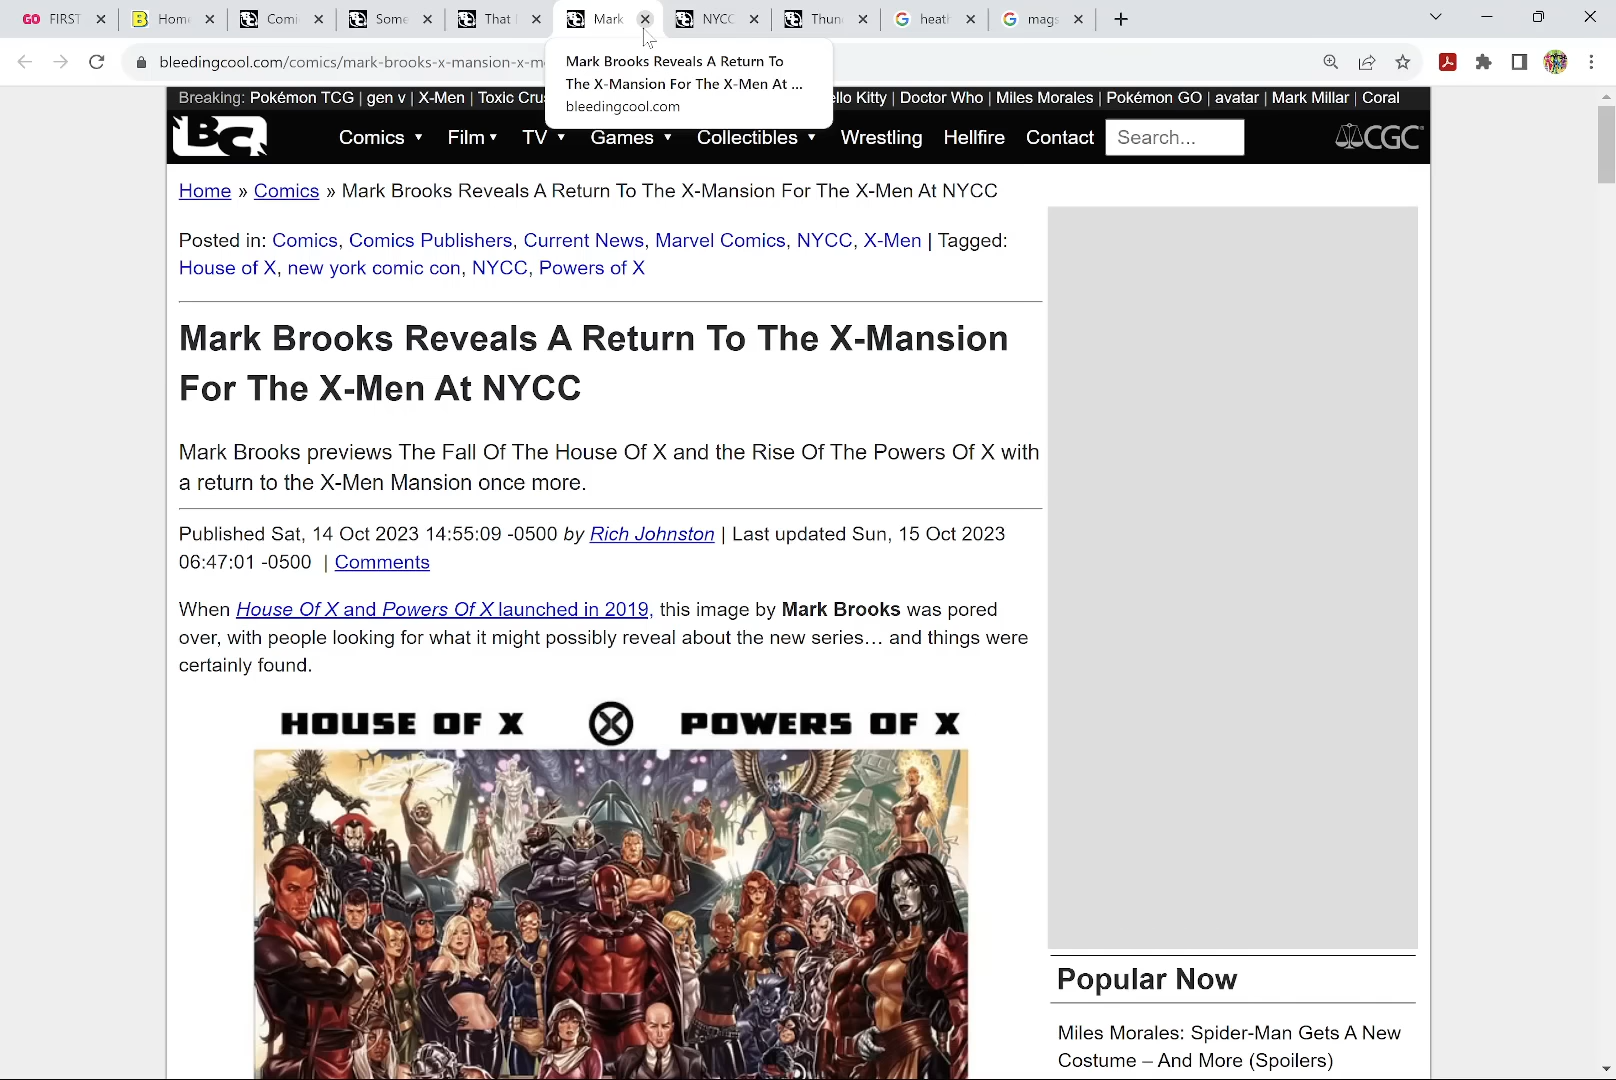 GO FIRST
B Home
Comi
Some
That
Mark
NYCC
Thun
G heat
G mags
bleedingcool.com/comics/mark-brooks-x-mansion-x-m
Mark Brooks Reveals A Return To
The X-Mansion For The X-Men At ...
bleedingcool.com
Breaking: Pokémon TCG | gen v | X-Men | Toxic Cru
llo Kitty | Doctor Who | Miles Morales | Pokémon GO | avatar | Mark Millar | Coral
BC
Comics
Film
TV
Games
Collectibles
Wrestling
Hellfire
Contact
Search...
CGC
Home » Comics » Mark Brooks Reveals A Return To The X-Mansion For The X-Men At NYCC
Posted in: Comics, Comics Publishers, Current News, Marvel Comics, NYCC, X-Men | Tagged:
House of X, new york comic con, NYCC, Powers of X
Mark Brooks Reveals A Return To The X-Mansion
For The X-Men At NYCC
Mark Brooks previews The Fall Of The House Of X and the Rise Of The Powers Of X with
a return to the X-Men Mansion once more.
Published Sat, 14 Oct 2023 14:55:09 -0500 by Rich Johnston | Last updated Sun, 15 Oct 2023
06:47:01 -0500 | Comments
When House Of X and Powers Of X launched in 2019, this image by Mark Brooks was pored
over, with people looking for what it might possibly reveal about the new series… and things were
certainly found.
HOUSE OF X X POWERS OF X
Popular Now
Miles Morales: Spider-Man Gets A New
Costume – And More (Spoilers)